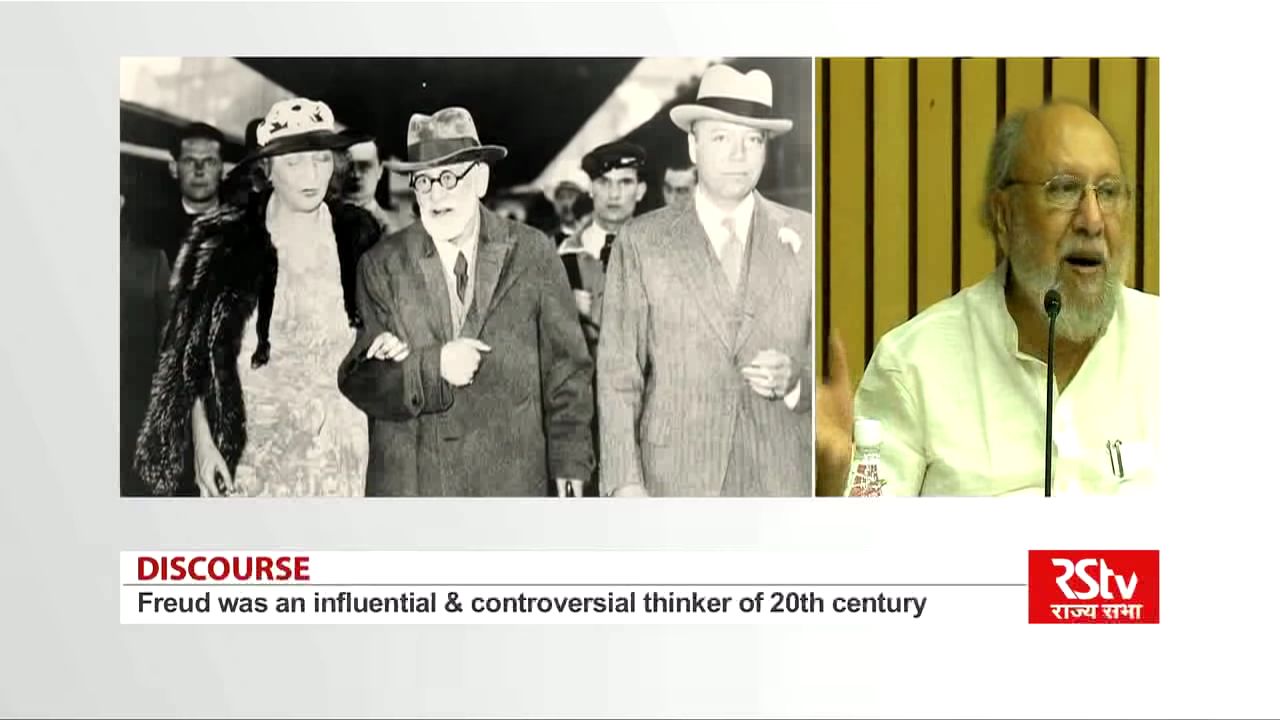 DISCOURSE
Freud was an influential & controversial thinker of 20th century
RStv
राज्य सभा